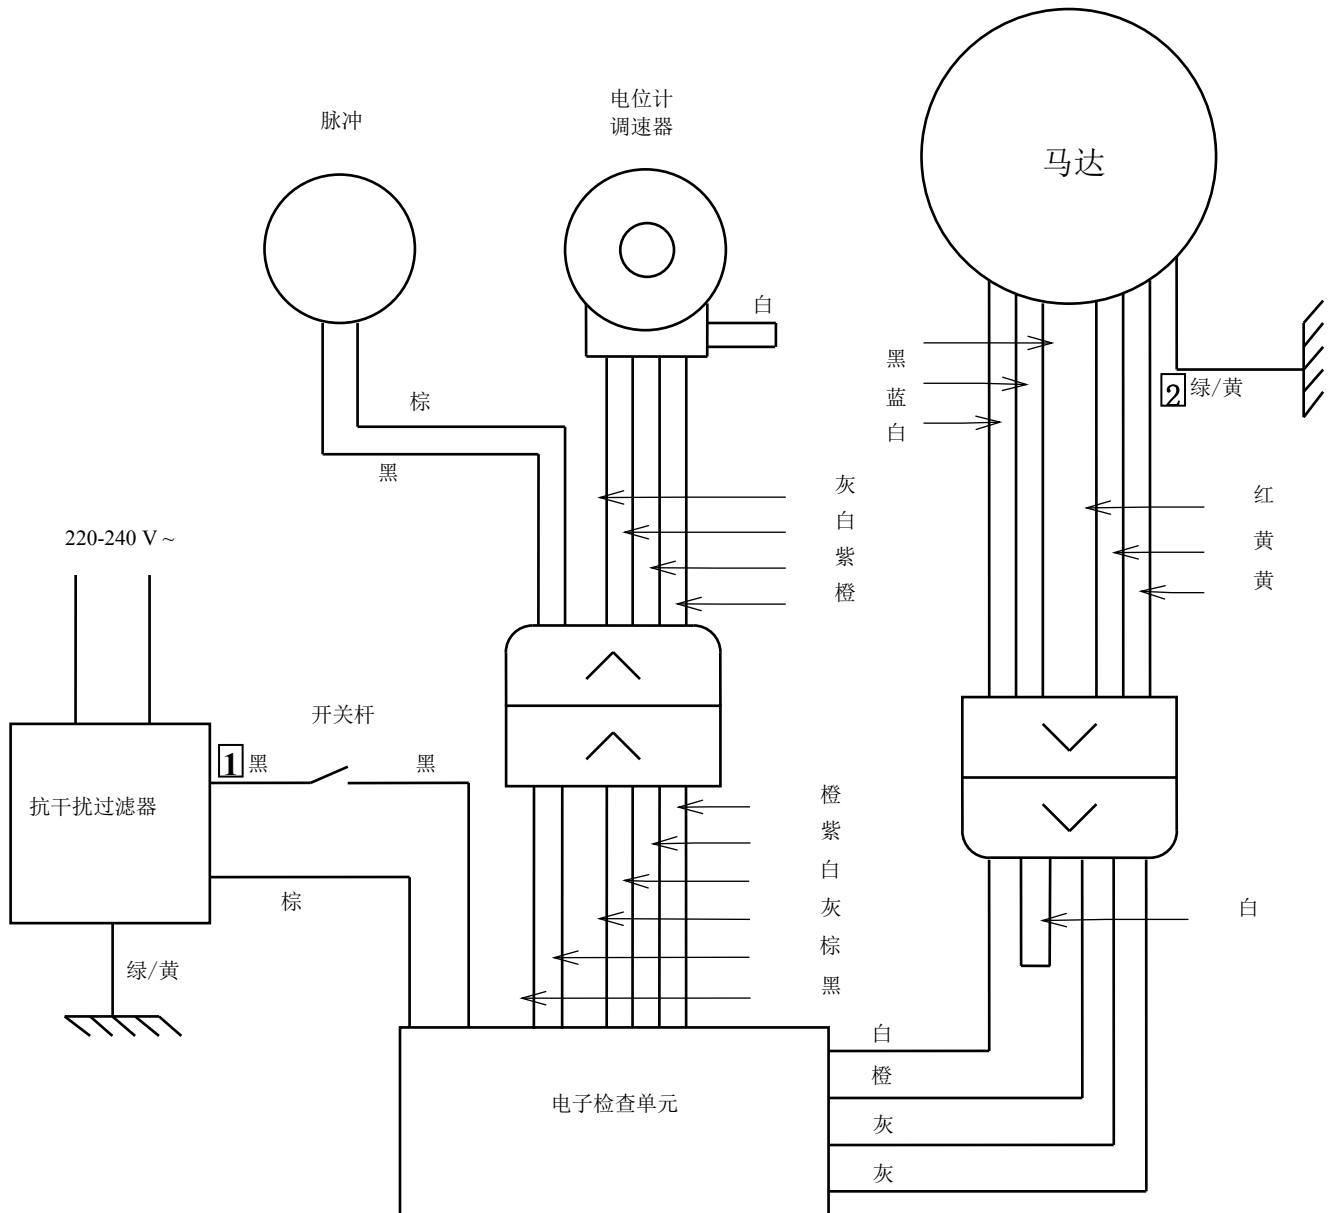 脉冲
电位计
调速器
马达
白
黑
蓝
白
2
绿/黄
棕
黑
灰
白
紫
橙
红
黄
黄
220-240 V ~
开关杆
1
黑
黑
抗干扰过滤器
棕
绿/黄
橙
紫
白
灰
棕
黑
白
白
橙
灰
灰
电子检查单元